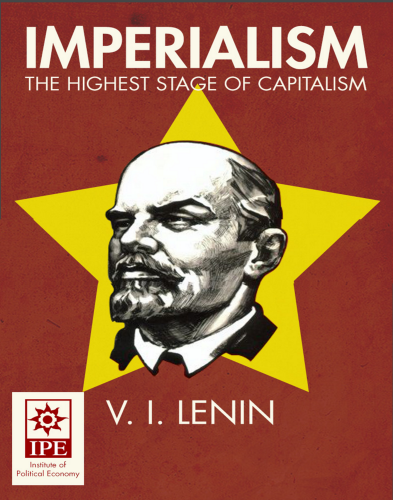 IMPERIALISM
THE HIGHEST STAGE OF CAPITALISM
V. I. LENIN
IPE
Institute of
Political Economy